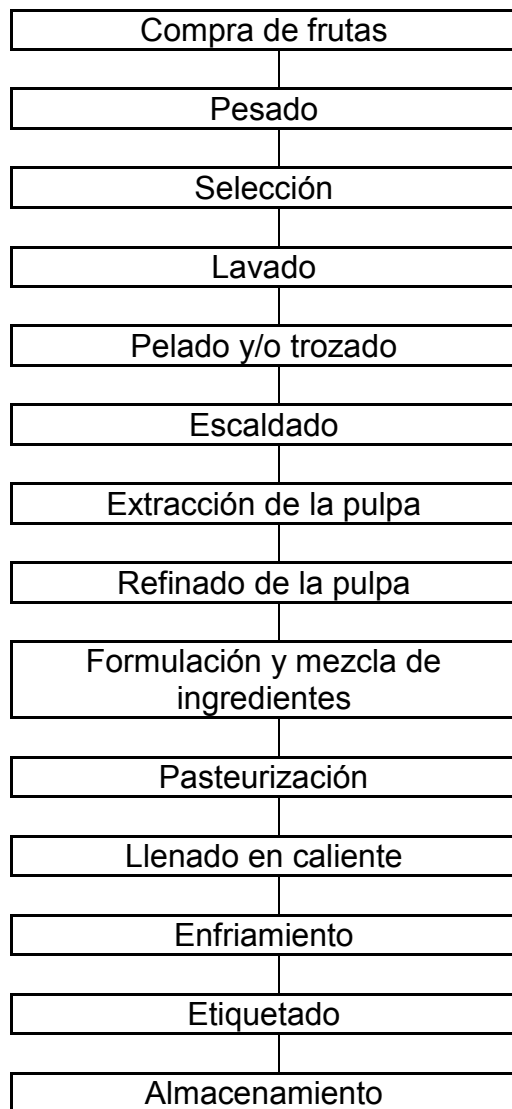 Compra de frutas
Pesado
Selección
Lavado
Pelado y/o trozado
Escaldado
Extracción de la pulpa
Refinado de la pulpa
Formulación y mezcla de
ingredientes
Pasteurización
Llenado en caliente
Enfriamiento
Etiquetado
Almacenamiento